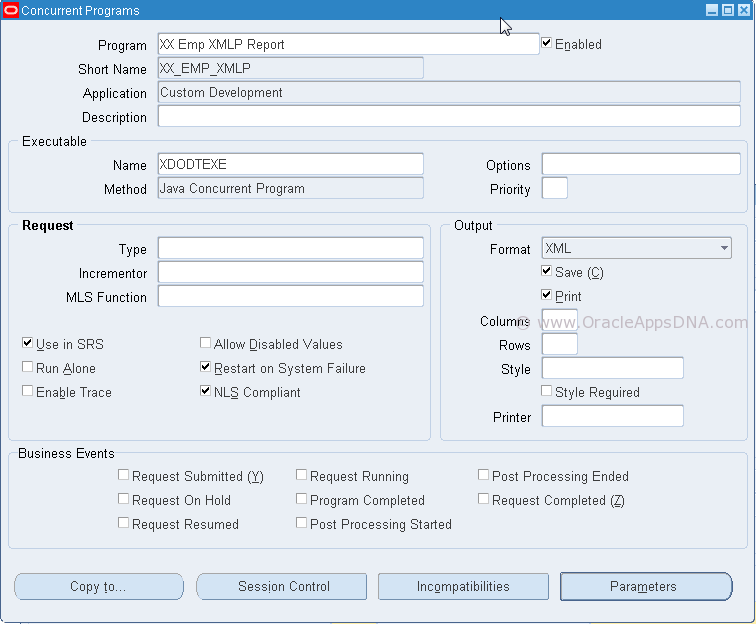 Concurrent Programs
Program XX Emp XMLP Report Enabled
Short Name XX_EMP_XMLP
Application Custom Development
Description
Executable
Name XDODTEXE Options
Method Java Concurrent Program Priority
Request Output
Type Format XML
Incrementor Save (C)
MLS Function Print
Columns © www.OracleAppsDNA.com
Use in SRS Allow Disabled Values Rows
Run Alone Restart on System Failure Style
Enable Trace NLS Compliant Style Required
Printer
Business Events
Request Submitted (Y) Request Running Post Processing Ended
Request On Hold Program Completed Request Completed (Z)
Request Resumed Post Processing Started
Copy to... Session Control Incompatibilities Parameters